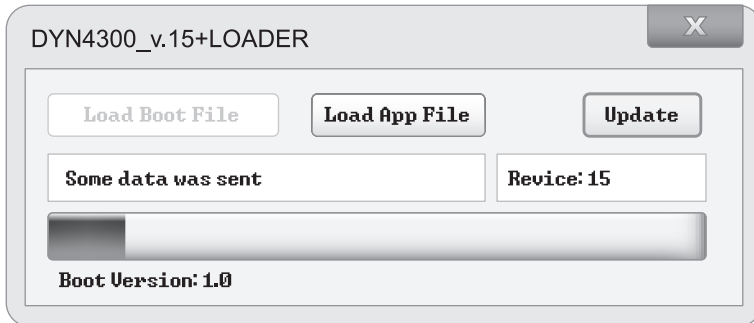 DYN4300_v.15+LOADER
X
Load Boot File
Load App File
Update
Some data was sent
Revice: 15
Boot Version: 1.0